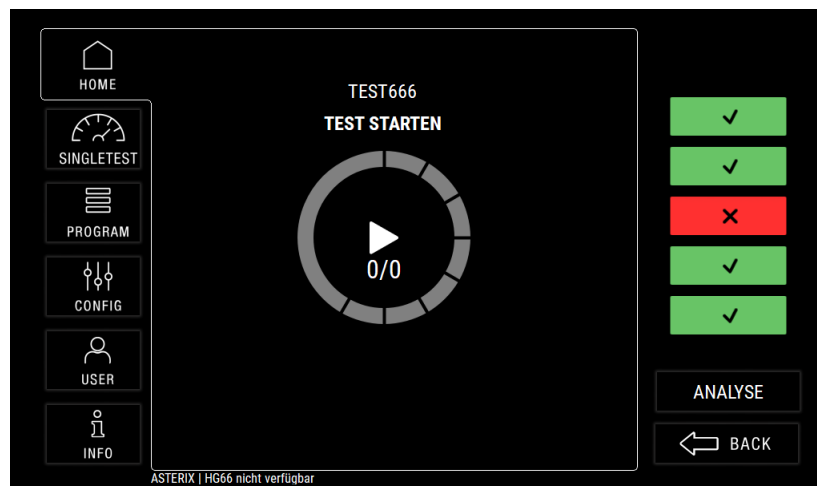 HOME
SINGLETEST
PROGRAM
CONFIG
USER
INFO
TEST666
TEST STARTEN
0/0
ANALYSE
BACK
ASTERIX | HG66 nicht verfügbar